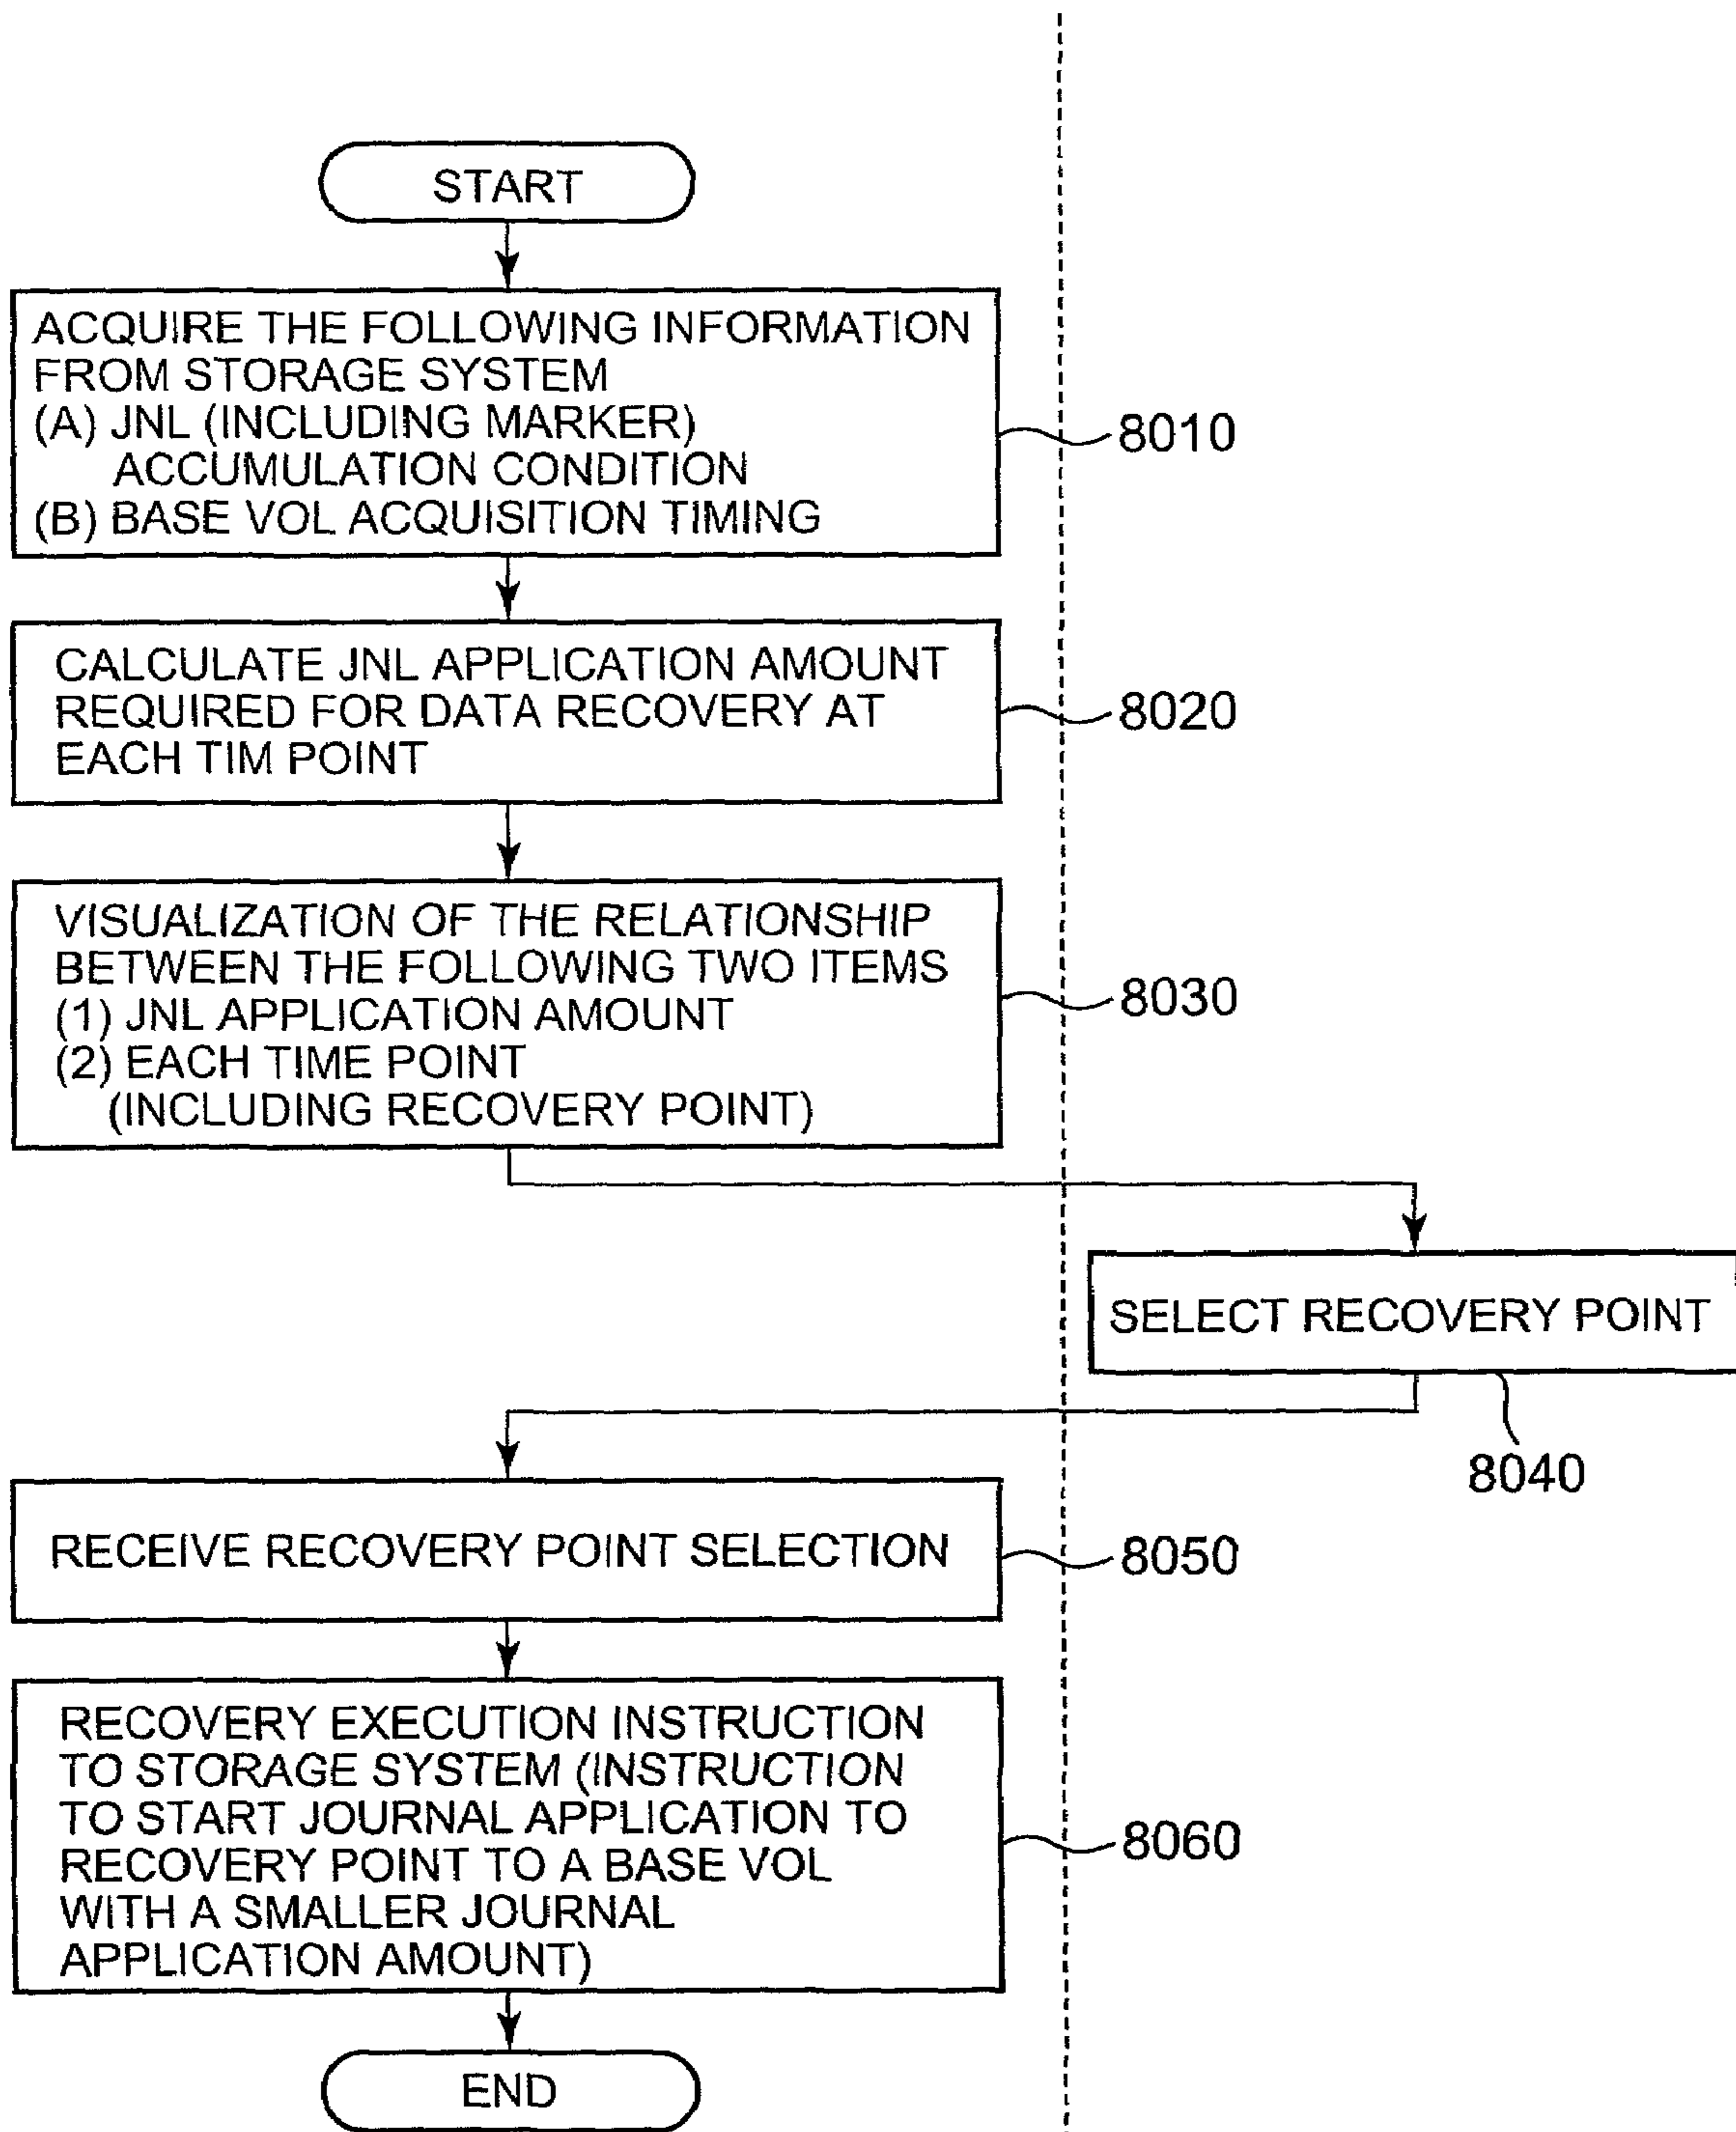 START
ACQUIRE THE FOLLOWING INFORMATION
FROM STORAGE SYSTEM
(A) JNL (INCLUDING MARKER)
ACCUMULATION CONDITION
(B) BASE VOL ACQUISITION TIMING
8010
CALCULATE JNL APPLICATION AMOUNT
REQUIRED FOR DATA RECOVERY AT
EACH TIM POINT
8020
VISUALIZATION OF THE RELATIONSHIP
BETWEEN THE FOLLOWING TWO ITEMS
(1) JNL APPLICATION AMOUNT
(2) EACH TIME POINT
(INCLUDING RECOVERY POINT)
8030
SELECT RECOVERY POINT
8040
RECEIVE RECOVERY POINT SELECTION
8050
RECOVERY EXECUTION INSTRUCTION
TO STORAGE SYSTEM (INSTRUCTION
TO START JOURNAL APPLICATION TO
RECOVERY POINT TO A BASE VOL
WITH A SMALLER JOURNAL
APPLICATION AMOUNT)
8060
END